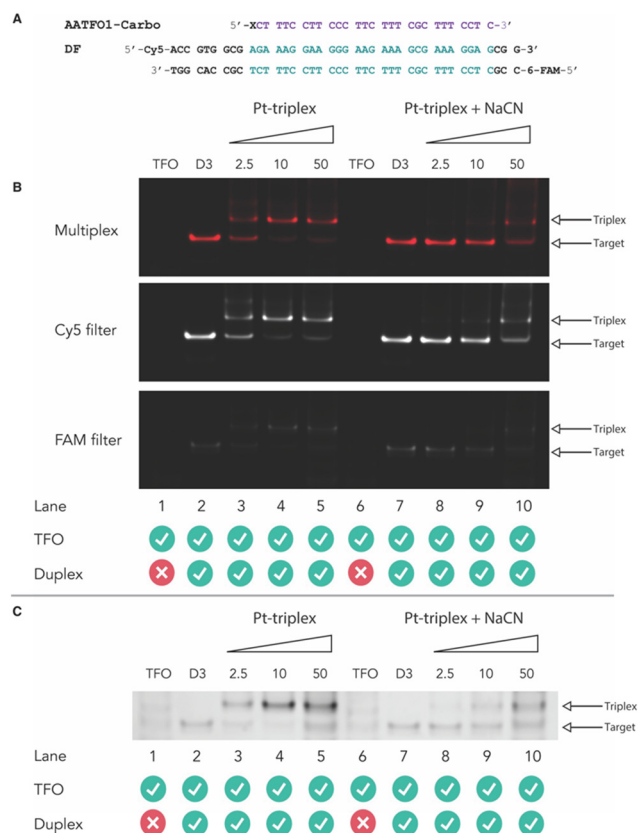 A
AATFO1-Carbo 5'-XCT TTC CTT CCC TTC TTT CGC TTT CCT C-3'
DF 5'-Cy5-ACC GTG GCG AGA AAG GAA GGG AAG AAA GCG AAA GGA GCG G-3'
3'-TGG CAC CGC TCT TTC CTT CCC TTC TTT CGC TTT CCT CGC C-6-FAM-5'
Pt-triplex Pt-triplex + NaCN
TFO D3 2.5 10 50 TFO D3 2.5 10 50
B
Multiplex
Triplex
Target
Cy5 filter
Triplex
Target
FAM filter
Triplex
Target
Lane 1 2 3 4 5 6 7 8 9 10
TFO
Duplex
C
Pt-triplex Pt-triplex + NaCN
TFO D3 2.5 10 50 TFO D3 2.5 10 50
Triplex
Target
Lane 1 2 3 4 5 6 7 8 9 10
TFO
Duplex